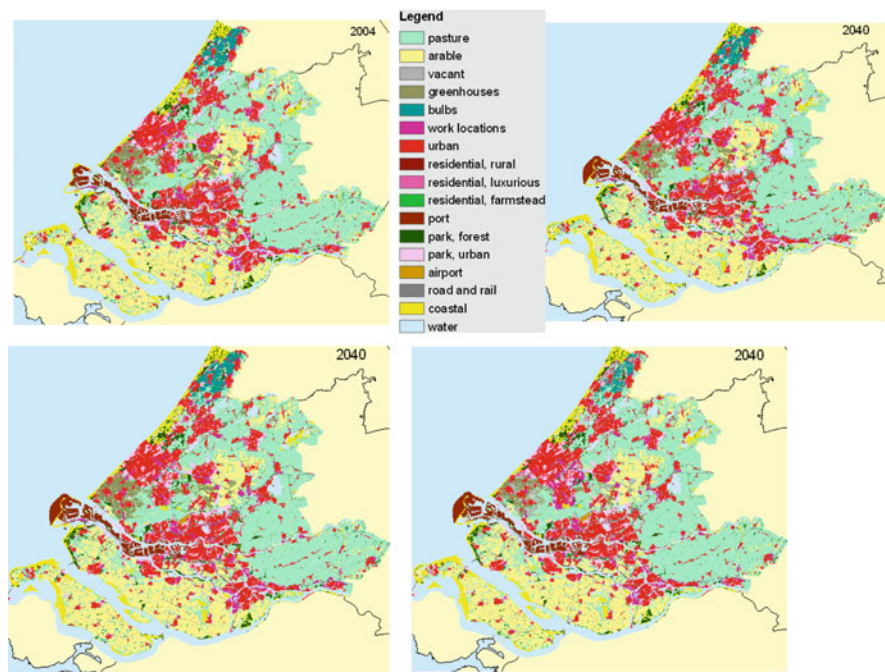 2004
Legend
pasture
arable
vacant
greenhouses
bulbs
work locations
urban
residential, rural
residential, luxurious
residential, farmstead
port
park, forest
park, urban
airport
road and rail
coastal
water
2040
2040
2040